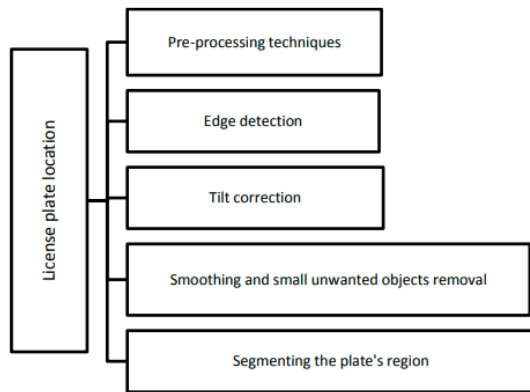 License plate location
Pre-processing techniques
Edge detection
Tilt correction
Smoothing and small unwanted objects removal
Segmenting the plate's region